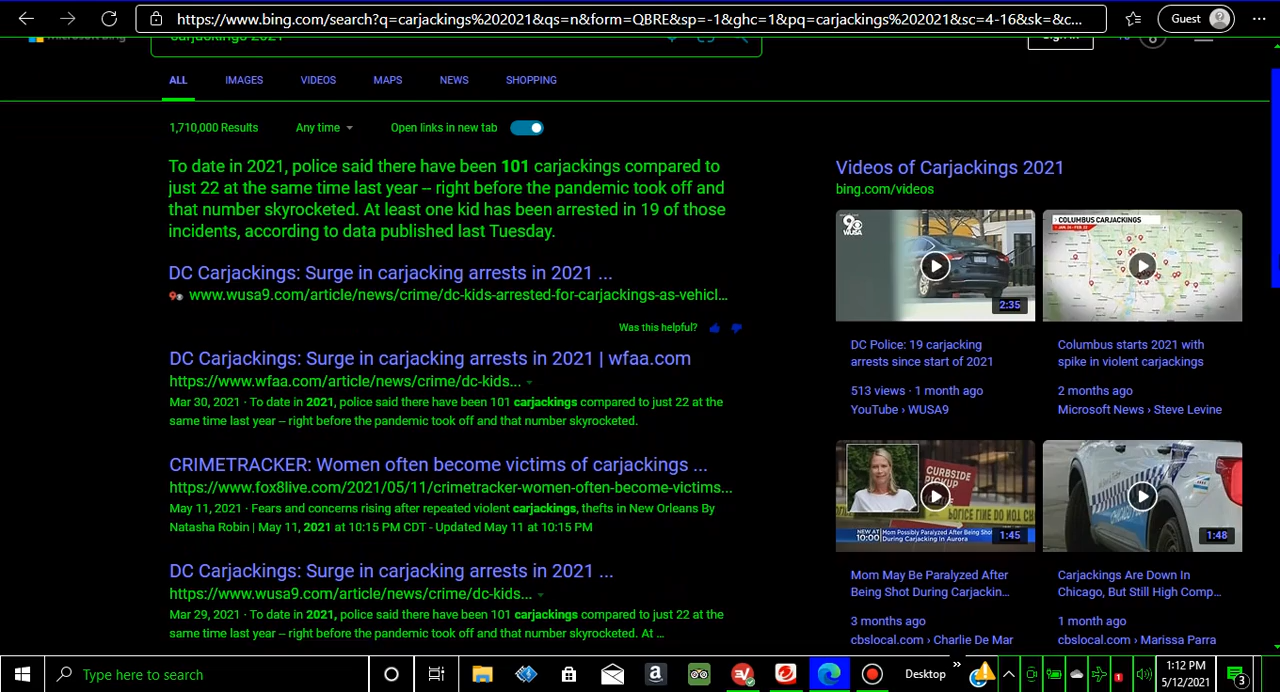 https://www.bing.com/search?q=carjackings%202021&qs=n&form=QBRE&sp=-1&ghc=1&pq=carjackings%202021&sc=4-16&sk=&c...
Guest
Microsoft Bing
carjackings 2021
ALL IMAGES VIDEOS MAPS NEWS SHOPPING
1,710,000 Results Any time Open links in new tab
To date in 2021, police said there have been 101 carjackings compared to
just 22 at the same time last year -- right before the pandemic took off and
that number skyrocketed. At least one kid has been arrested in 19 of those
incidents, according to data published last Tuesday.
DC Carjackings: Surge in carjacking arrests in 2021 ...
www.wusa9.com/article/news/crime/dc-kids-arrested-for-carjackings-as-vehicl...
Was this helpful?
DC Carjackings: Surge in carjacking arrests in 2021 | wfaa.com
https://www.wfaa.com/article/news/crime/dc-kids...
Mar 30, 2021 · To date in 2021, police said there have been 101 carjackings compared to just 22 at the
same time last year -- right before the pandemic took off and that number skyrocketed.
CRIMETRACKER: Women often become victims of carjackings ...
https://www.fox8live.com/2021/05/11/crimetracker-women-often-become-victims...
May 11, 2021 · Fears and concerns rising after repeated violent carjackings, thefts in New Orleans By
Natasha Robin | May 11, 2021 at 10:15 PM CDT - Updated May 11 at 10:15 PM
DC Carjackings: Surge in carjacking arrests in 2021 ...
https://www.wusa9.com/article/news/crime/dc-kids...
Mar 29, 2021 · To date in 2021, police said there have been 101 carjackings compared to just 22 at the
same time last year -- right before the pandemic took off and that number skyrocketed. At ...
Videos of Carjackings 2021
bing.com/videos
9
WUSA
2:35
COLUMBUS CARJACKINGS
DC Police: 19 carjacking
arrests since start of 2021
513 views · 1 month ago
YouTube › WUSA9
Columbus starts 2021 with
spike in violent carjackings
2 months ago
Microsoft News › Steve Levine
CURBSIDE
PICKUP
POLICE LINE DO NOT CR
NEW AT
10:00
Mom Possibly Paralyzed After Being Shot
During Carjacking In Aurora
1:45
1:48
Mom May Be Paralyzed After
Being Shot During Carjackin...
3 months ago
cbslocal.com › Charlie De Mar
Carjackings Are Down In
Chicago, But Still High Comp...
1 month ago
cbslocal.com › Marissa Parra
Type here to search
Desktop
1:12 PM
5/12/2021
3